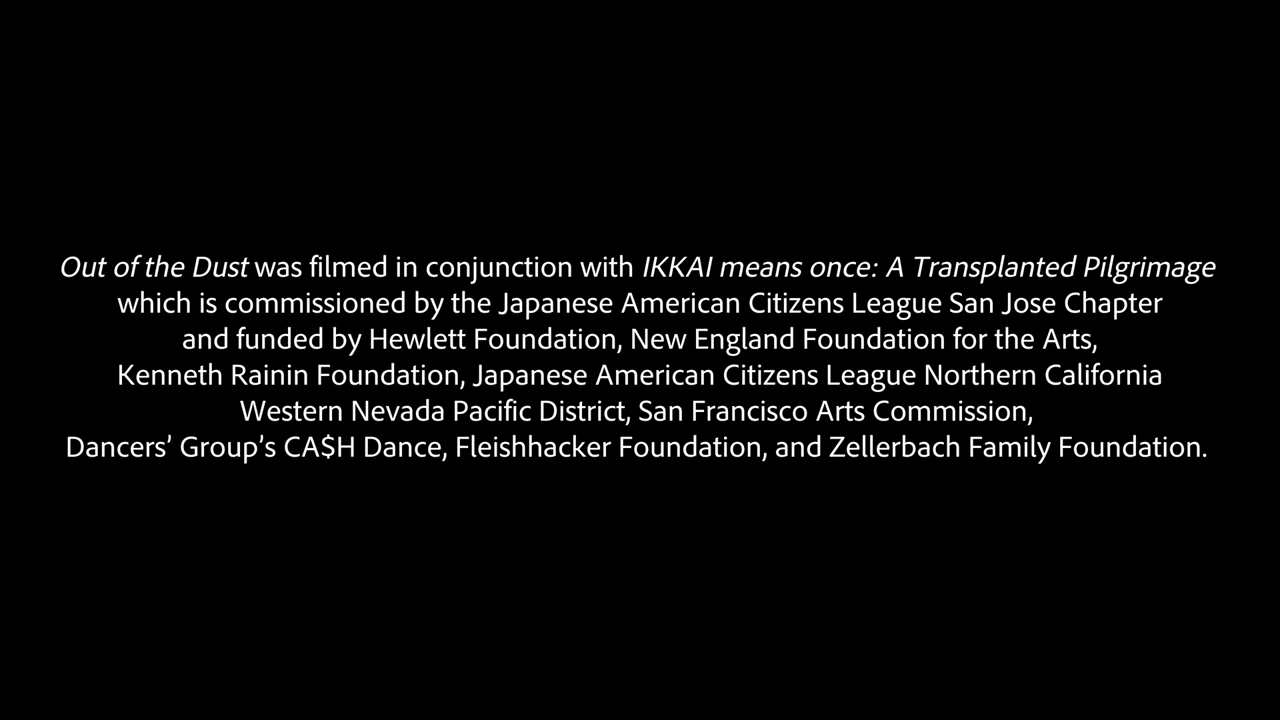 Out of the Dust was filmed in conjunction with IKKAI means once: A Transplanted Pilgrimage
which is commissioned by the Japanese American Citizens League San Jose Chapter
and funded by Hewlett Foundation, New England Foundation for the Arts,
Kenneth Rainin Foundation, Japanese American Citizens League Northern California
Western Nevada Pacific District, San Francisco Arts Commission,
Dancers’ Group’s CA$H Dance, Fleishhacker Foundation, and Zellerbach Family Foundation.